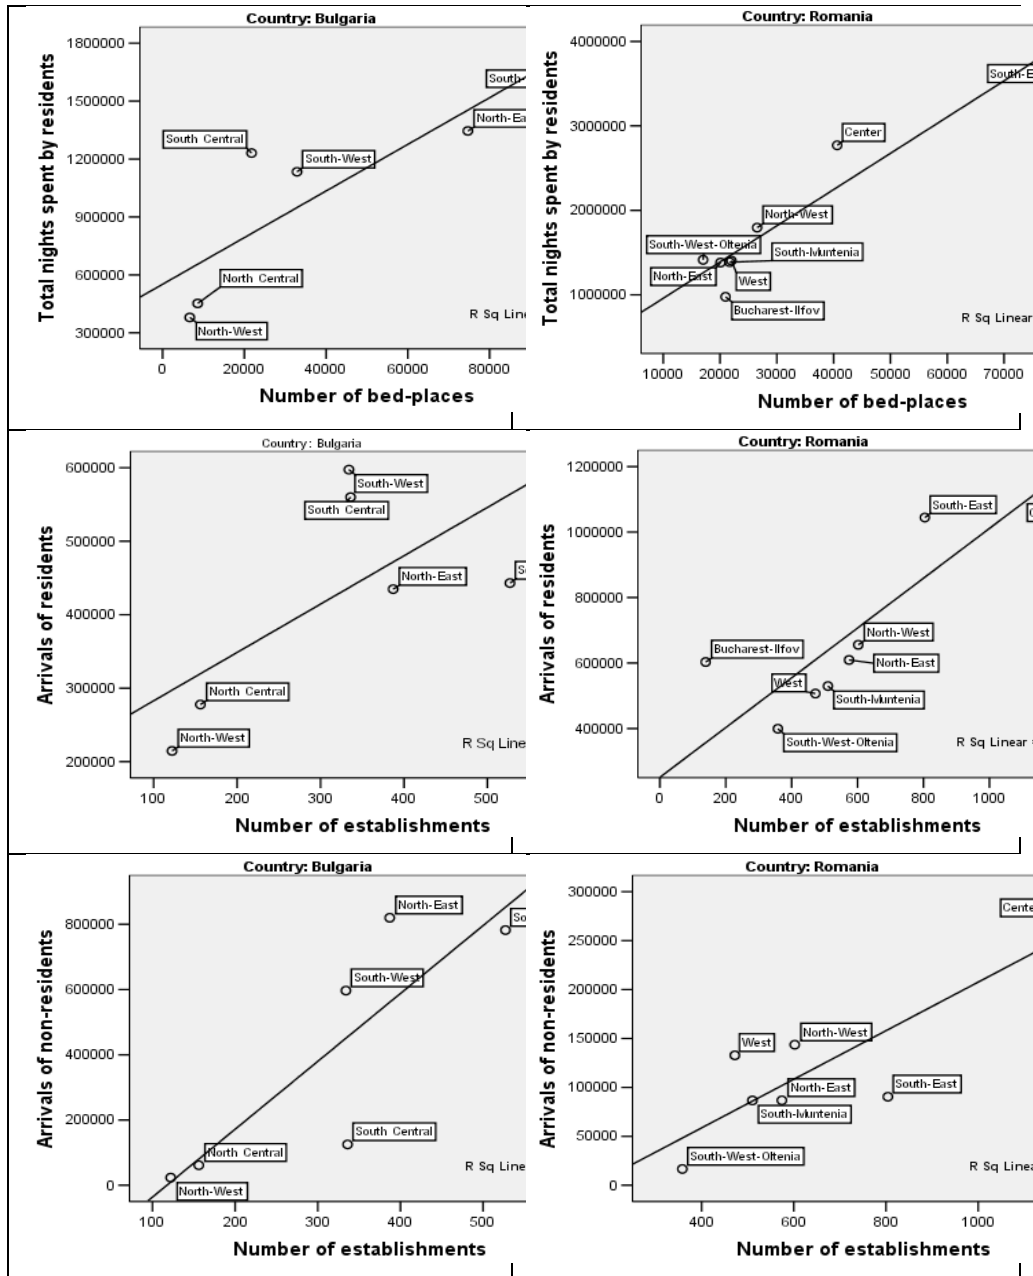 Country: Bulgaria
Total nights spent by residents
1800000
1500000
1200000
900000
600000
300000
South-
North-Ea
South Central
South-West
North Central
North-West
R Sq Line
0 20000 40000 60000 80000
Number of bed-places
Country: Romania
Total nights spent by residents
4000000
3000000
2000000
1000000
South-E
Center
North-West
South-West-Oltenia
South-Muntenia
North-East
West
Bucharest-Ilfov
R Sq Linear
10000 20000 30000 40000 50000 60000 70000
Number of bed-places
Country: Bulgaria
Arrivals of residents
600000
500000
400000
300000
200000
South-West
South Central
So
North-East
North Central
North-West
R Sq Line
100 200 300 400 500
Number of establishments
Country: Romania
Arrivals of residents
1200000
1000000
800000
600000
400000
South-East
North-West
Bucharest-Ilfov
North-East
West
South-Muntenia
South-West-Oltenia
R Sq Linear
0 200 400 600 800 1000
Number of establishments
Country: Bulgaria
Arrivals of non-residents
800000
600000
400000
200000
0
North-East
So
South-West
South Central
North Central
North-West
R Sq Line
100 200 300 400 500
Number of establishments
Country: Romania
Arrivals of non-residents
300000
250000
200000
150000
100000
50000
0
Cente
North-West
West
North-East
South-East
South-Muntenia
South-West-Oltenia
R Sq Line
400 600 800 1000
Number of establishments